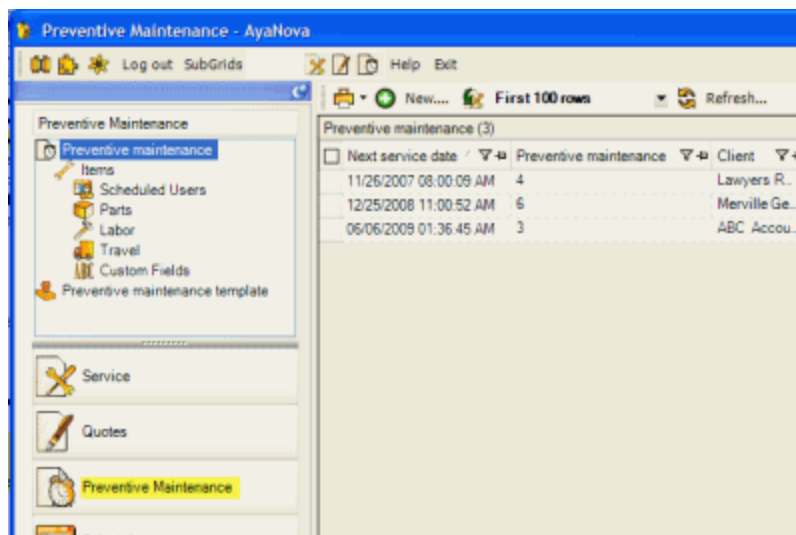 Preventive Maintenance - AyaNova
Log out SubGrids Help Exit
New.... First 100 rows Refresh...
Preventive Maintenance
Preventive maintenance
Items
Scheduled Users
Parts
Labor
Travel
Custom Fields
Preventive maintenance template
Service
Quotes
Preventive Maintenance
Preventive maintenance (3)
Next service date Preventive maintenance Client
11/26/2007 08:00:09 AM 4 Lawyers R...
12/25/2008 11:00:52 AM 6 Merville Ge...
06/06/2009 01:36:45 AM 3 ABC Accou...